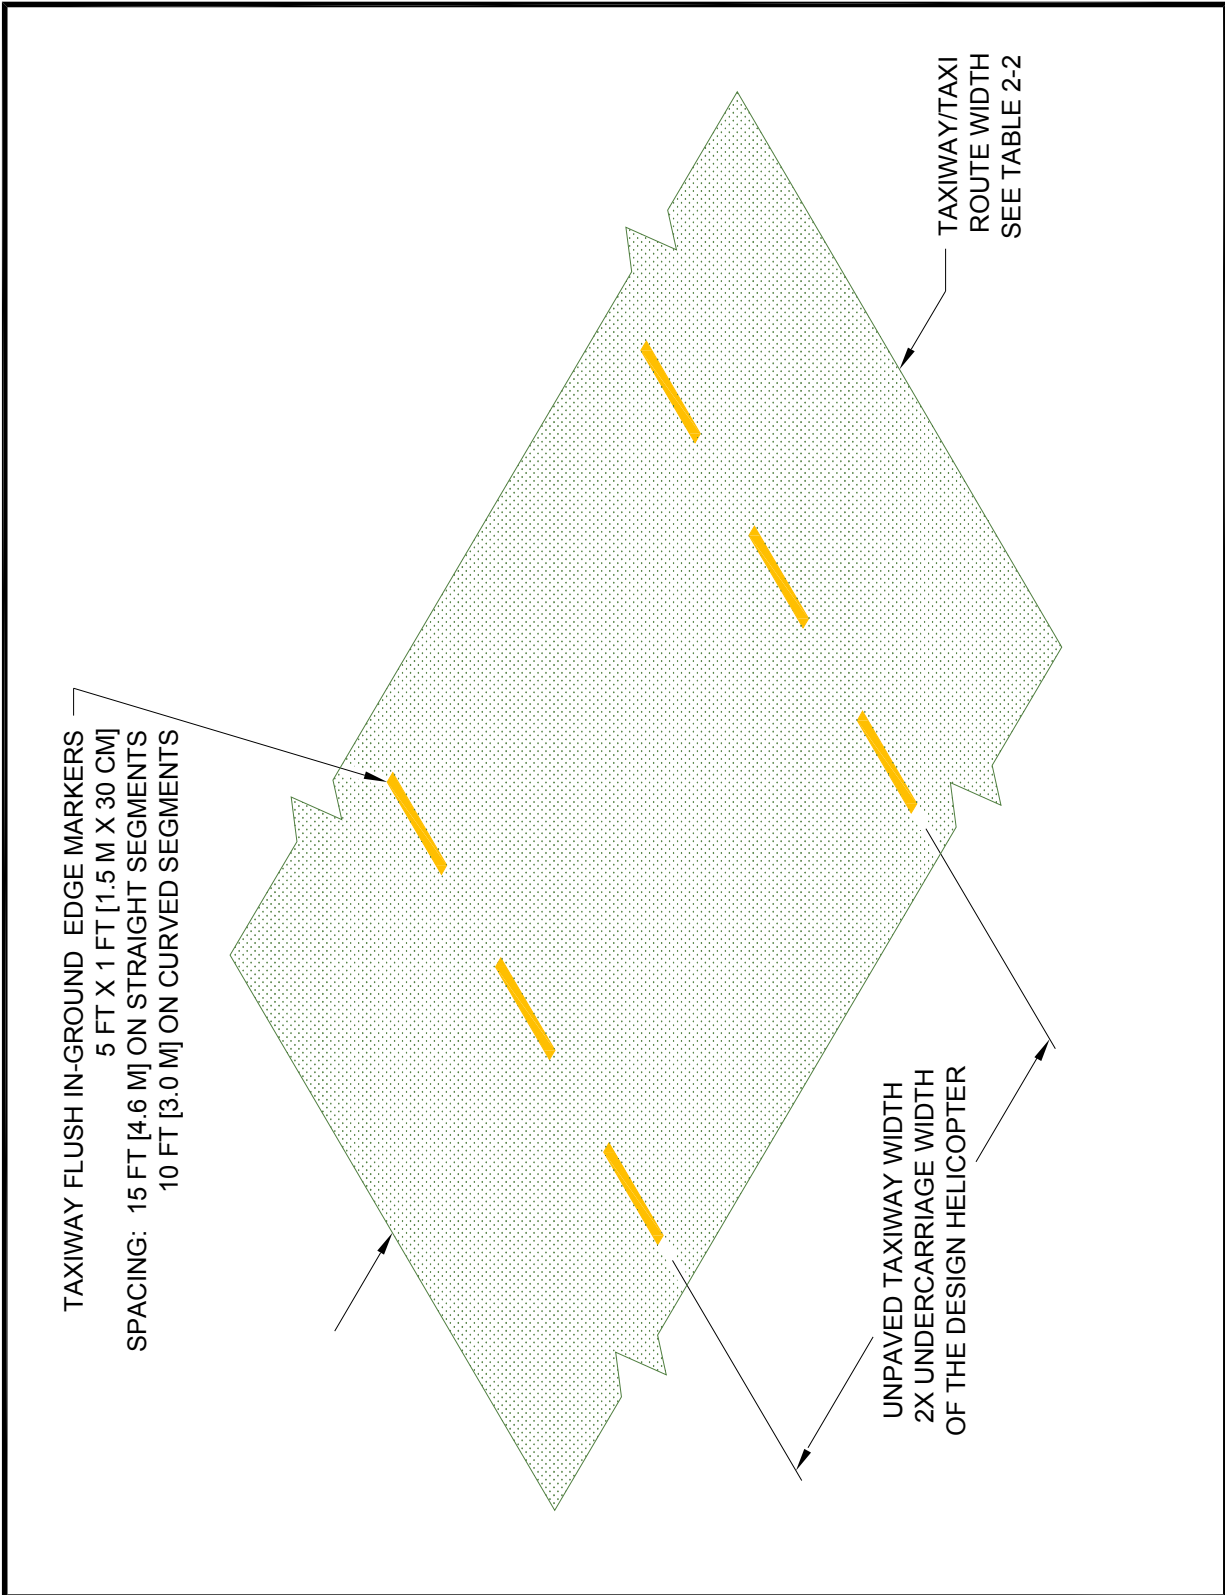 TAXIWAY FLUSH IN-GROUND EDGE MARKERS
5 FT X 1 FT [1.5 M X 30 CM]
SPACING: 15 FT [4.6 M] ON STRAIGHT SEGMENTS
10 FT [3.0 M] ON CURVED SEGMENTS
UNPAVED TAXIWAY WIDTH
2X UNDERCARRIAGE WIDTH
OF THE DESIGN HELICOPTER
TAXIWAY/TAXI
ROUTE WIDTH
SEE TABLE 2-2